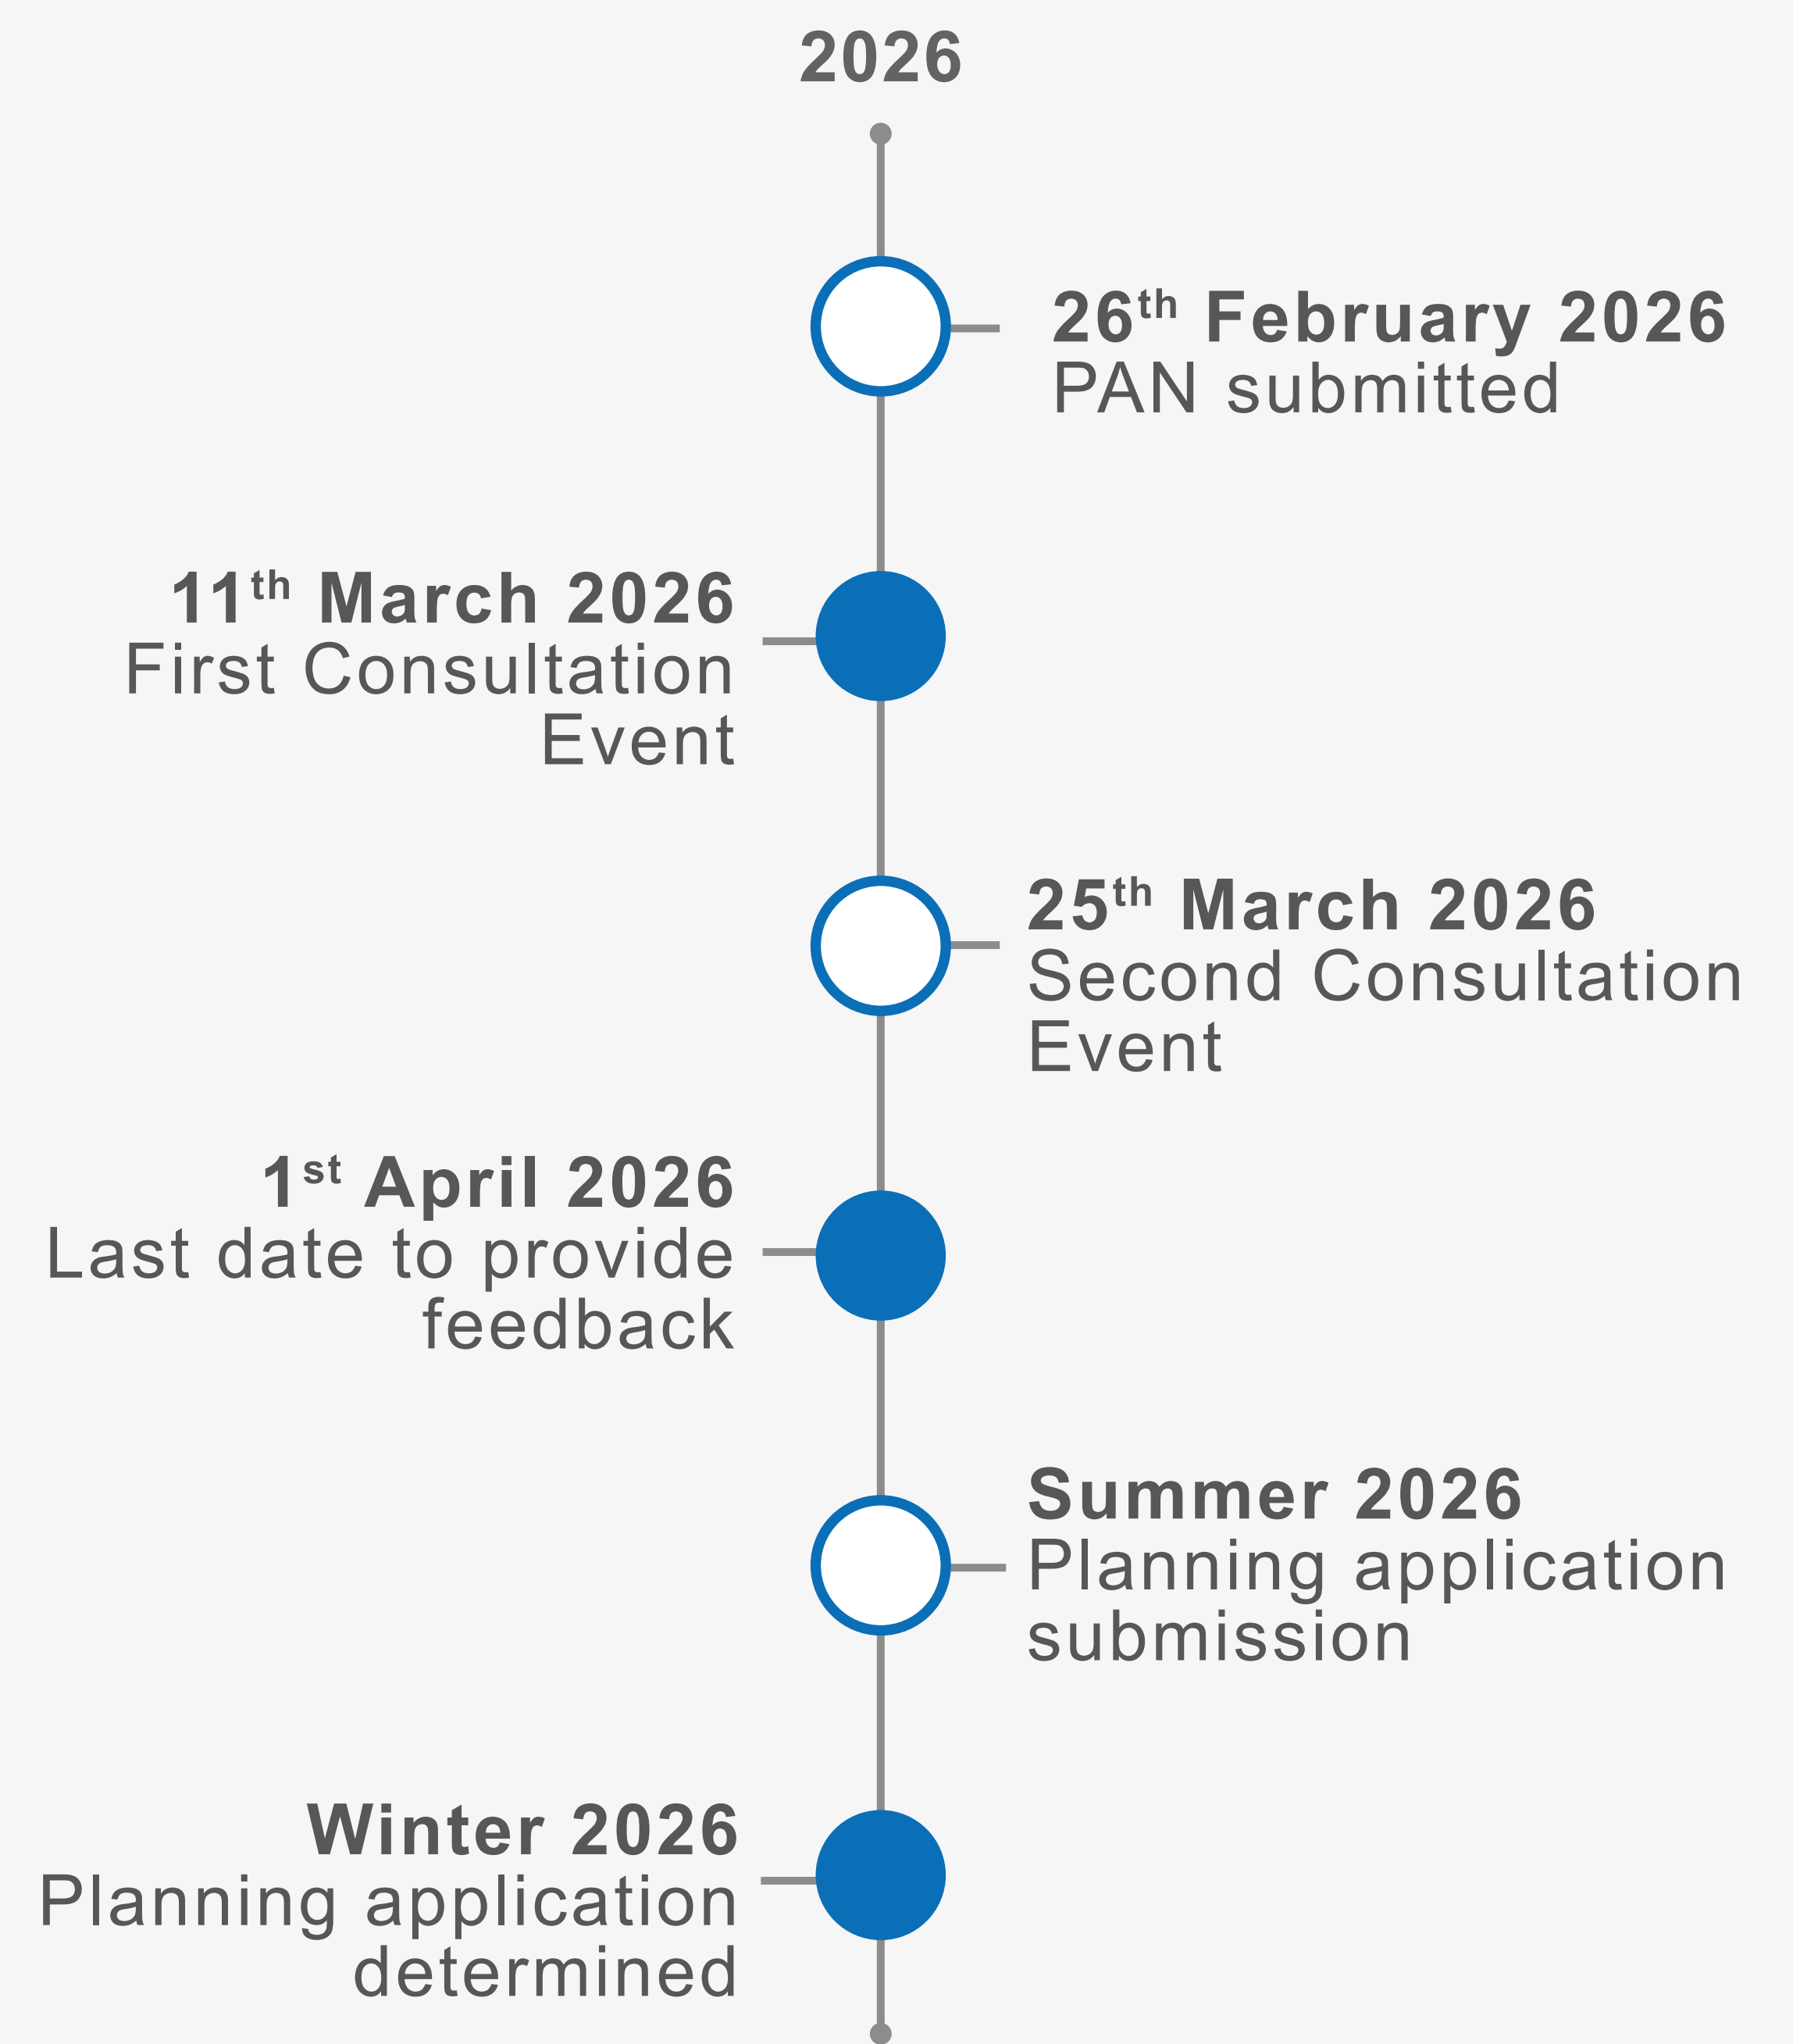 2026
26th February 2026
PAN submitted
11th March 2026
First Consultation
Event
25th March 2026
Second Consultation
Event
1st April 2026
Last date to provide
feedback
Summer 2026
Planning application
submission
Winter 2026
Planning application
determined